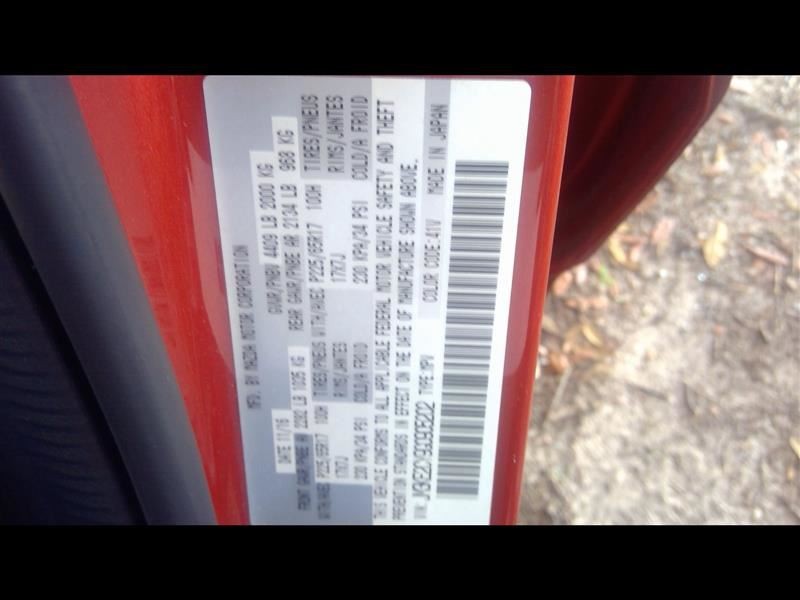 MFD. BY MAZDA MOTOR CORPORATION
DATE 11/16 GVWR/PNBV 4409 LB 2000 KG
FRONT GAWR/PNBE AV 2282 LB 1035 KG REAR GAWR/PNBE AR 2134 LB 968 KG
WITH/AVEC P225/65R17 100H TIRES/PNEUS WITH/AVEC P225/65R17 100H TIRES/PNEUS
17X7J RIMS/JANTES 17X7J RIMS/JANTES
230 KPA/34 PSI COLD/A FROID 230 KPA/34 PSI COLD/A FROID
THIS VEHICLE CONFORMS TO ALL APPLICABLE FEDERAL MOTOR VEHICLE SAFETY AND THEFT
PREVENTION STANDARDS IN EFFECT ON THE DATE OF MANUFACTURE SHOWN ABOVE.
VIN: TYPE:MPV COLOR CODE:41V MADE IN JAPAN